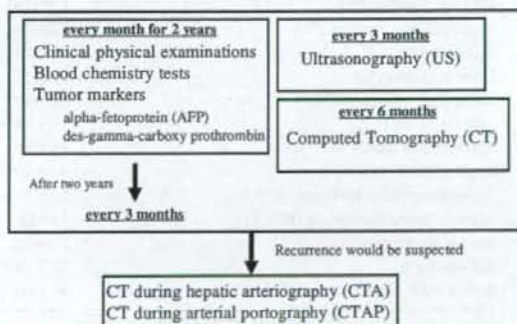 every month for 2 years
Clinical physical examinations
Blood chemistry tests
Tumor markers
alpha-fetoprotein (AFP)
des-gamma-carboxy prothrombin
After two years
every 3 months
every 3 months
Ultrasonography (US)
every 6 months
Computed Tomography (CT)
Recurrence would be suspected
CT during hepatic arteriography (CTA)
CT during arterial portography (CTAP)